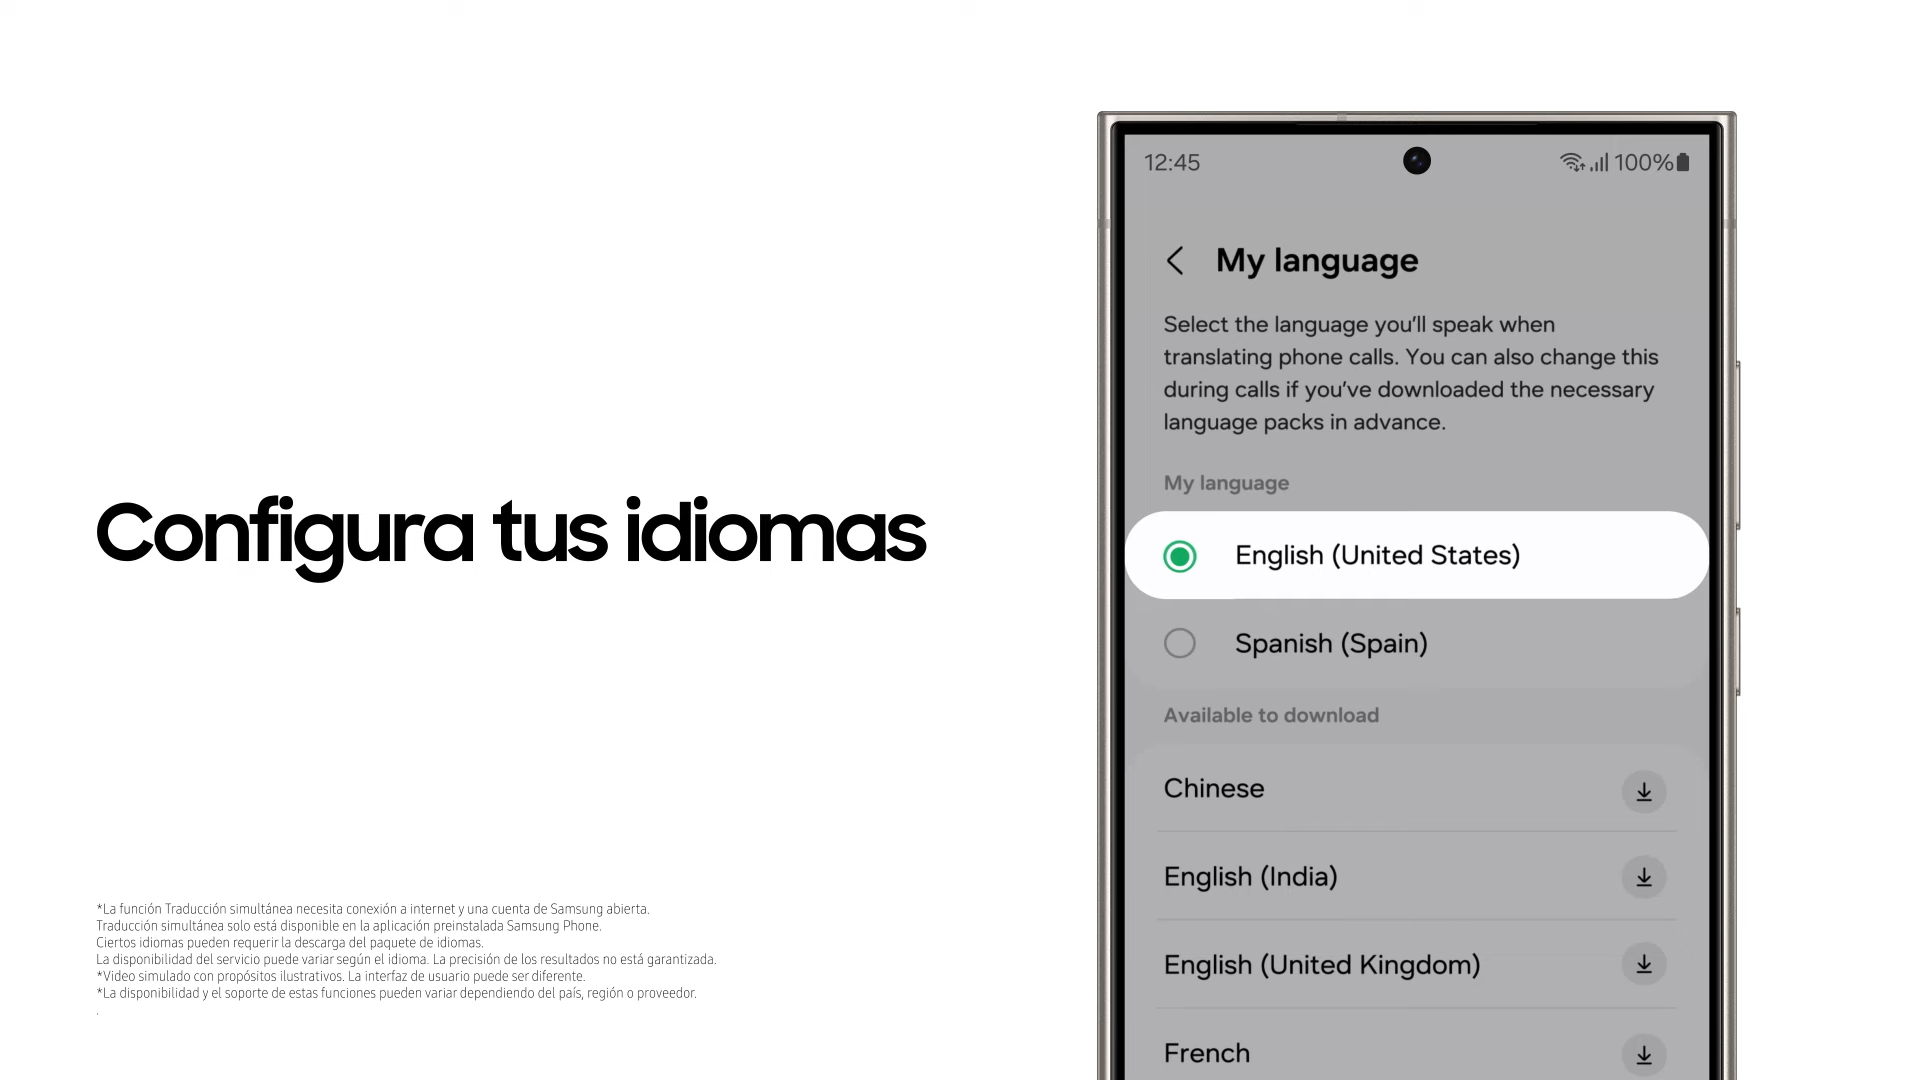 Configura tus idiomas
*La función Traducción simultánea necesita conexión a internet y una cuenta de Samsung abierta.
Traducción simultánea solo está disponible en la aplicación preinstalada Samsung Phone.
Ciertos idiomas pueden requerir la descarga del paquete de idiomas.
La disponibilidad del servicio puede variar según el idioma. La precisión de los resultados no está garantizada.
*Video simulado con propósitos ilustrativos. La interfaz de usuario puede ser diferente.
*La disponibilidad y el soporte de estas funciones pueden variar dependiendo del país, región o proveedor.
.
12:45 100%
My language
Select the language you’ll speak when
translating phone calls. You can also change this
during calls if you’ve downloaded the necessary
language packs in advance.
My language
English (United States)
Spanish (Spain)
Available to download
Chinese
English (India)
English (United Kingdom)
French